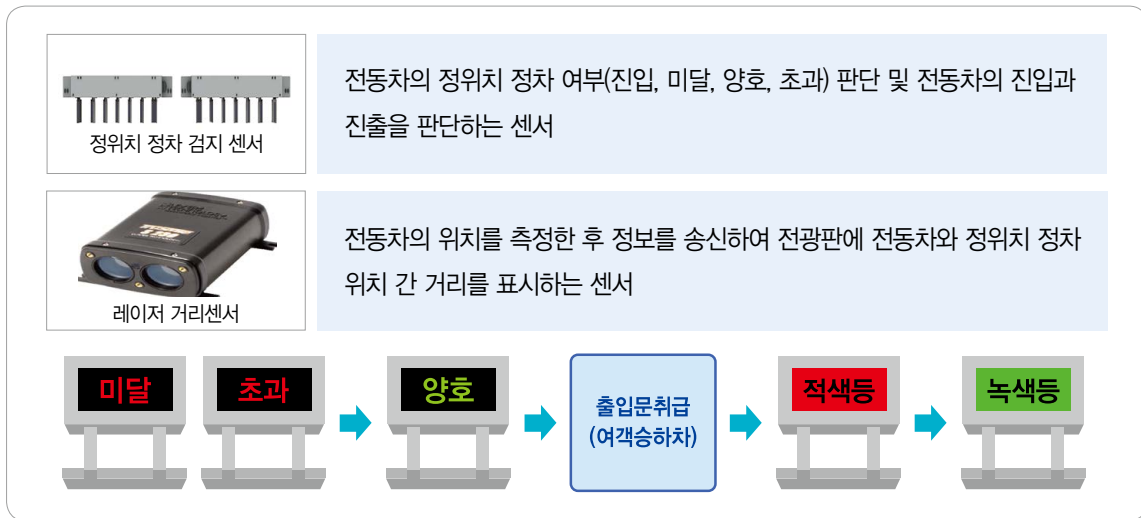 정위치 정차 검지 센서
전동차의 정위치 정차 여부(진입, 미달, 양호, 초과) 판단 및 전동차의 진입과
진출을 판단하는 센서
레이저 거리센서
전동차의 위치를 측정한 후 정보를 송신하여 전광판에 전동차와 정위치 정차
위치 간 거리를 표시하는 센서
미달
초과
양호
출입문취급
(여객승하차)
적색등
녹색등